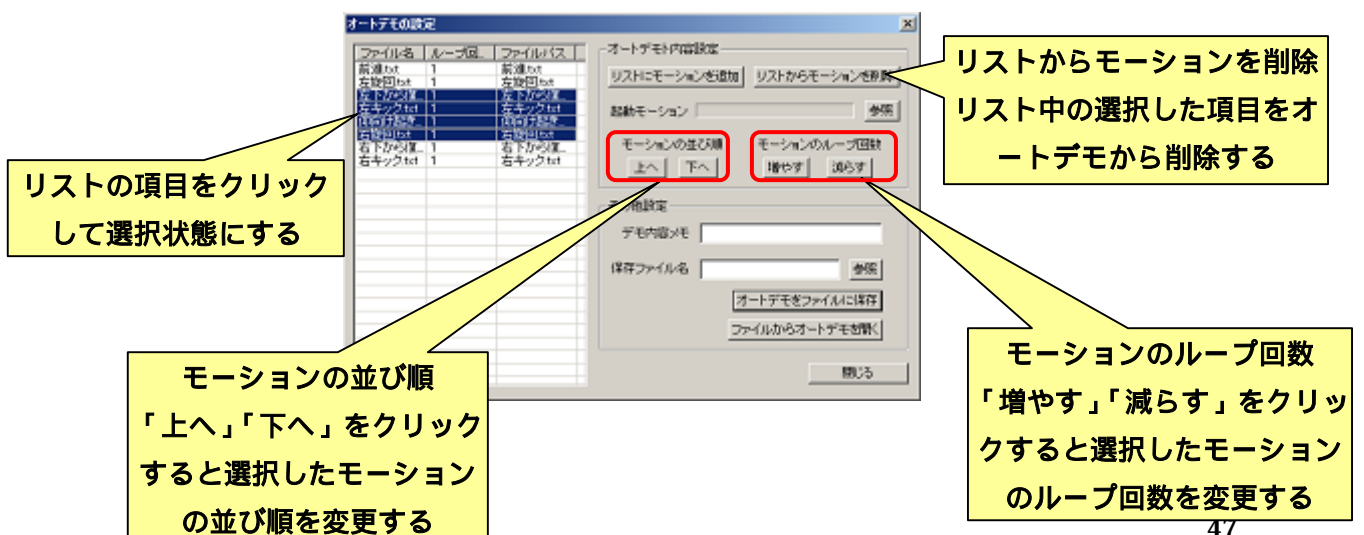 オートデモの設定
ファイル名 ループ回... ファイルパス
前進.txt 1 前進.txt
左旋回.txt 1 左旋回.txt
左キック.txt 1 左キック.txt
右旋回.txt 1 右旋回.txt
右キック.txt 1 右キック.txt
リストにモーションを追加 リストからモーションを削除
起動モーション 参照
モーションの並び順 モーションのループ回数
上へ 下へ 増やす 減らす
デモ内容メモ
保存ファイル名 参照
オートデモをファイルに保存
ファイルからオートデモを開く
閉じる
リストからモーションを削除
リスト中の選択した項目をオ
ートデモから削除する
リストの項目をクリック
して選択状態にする
モーションの並び順
「上へ」「下へ」をクリック
すると選択したモーション
の並び順を変更する
モーションのループ回数
「増やす」「減らす」をクリッ
クすると選択したモーション
のループ回数を変更する
47